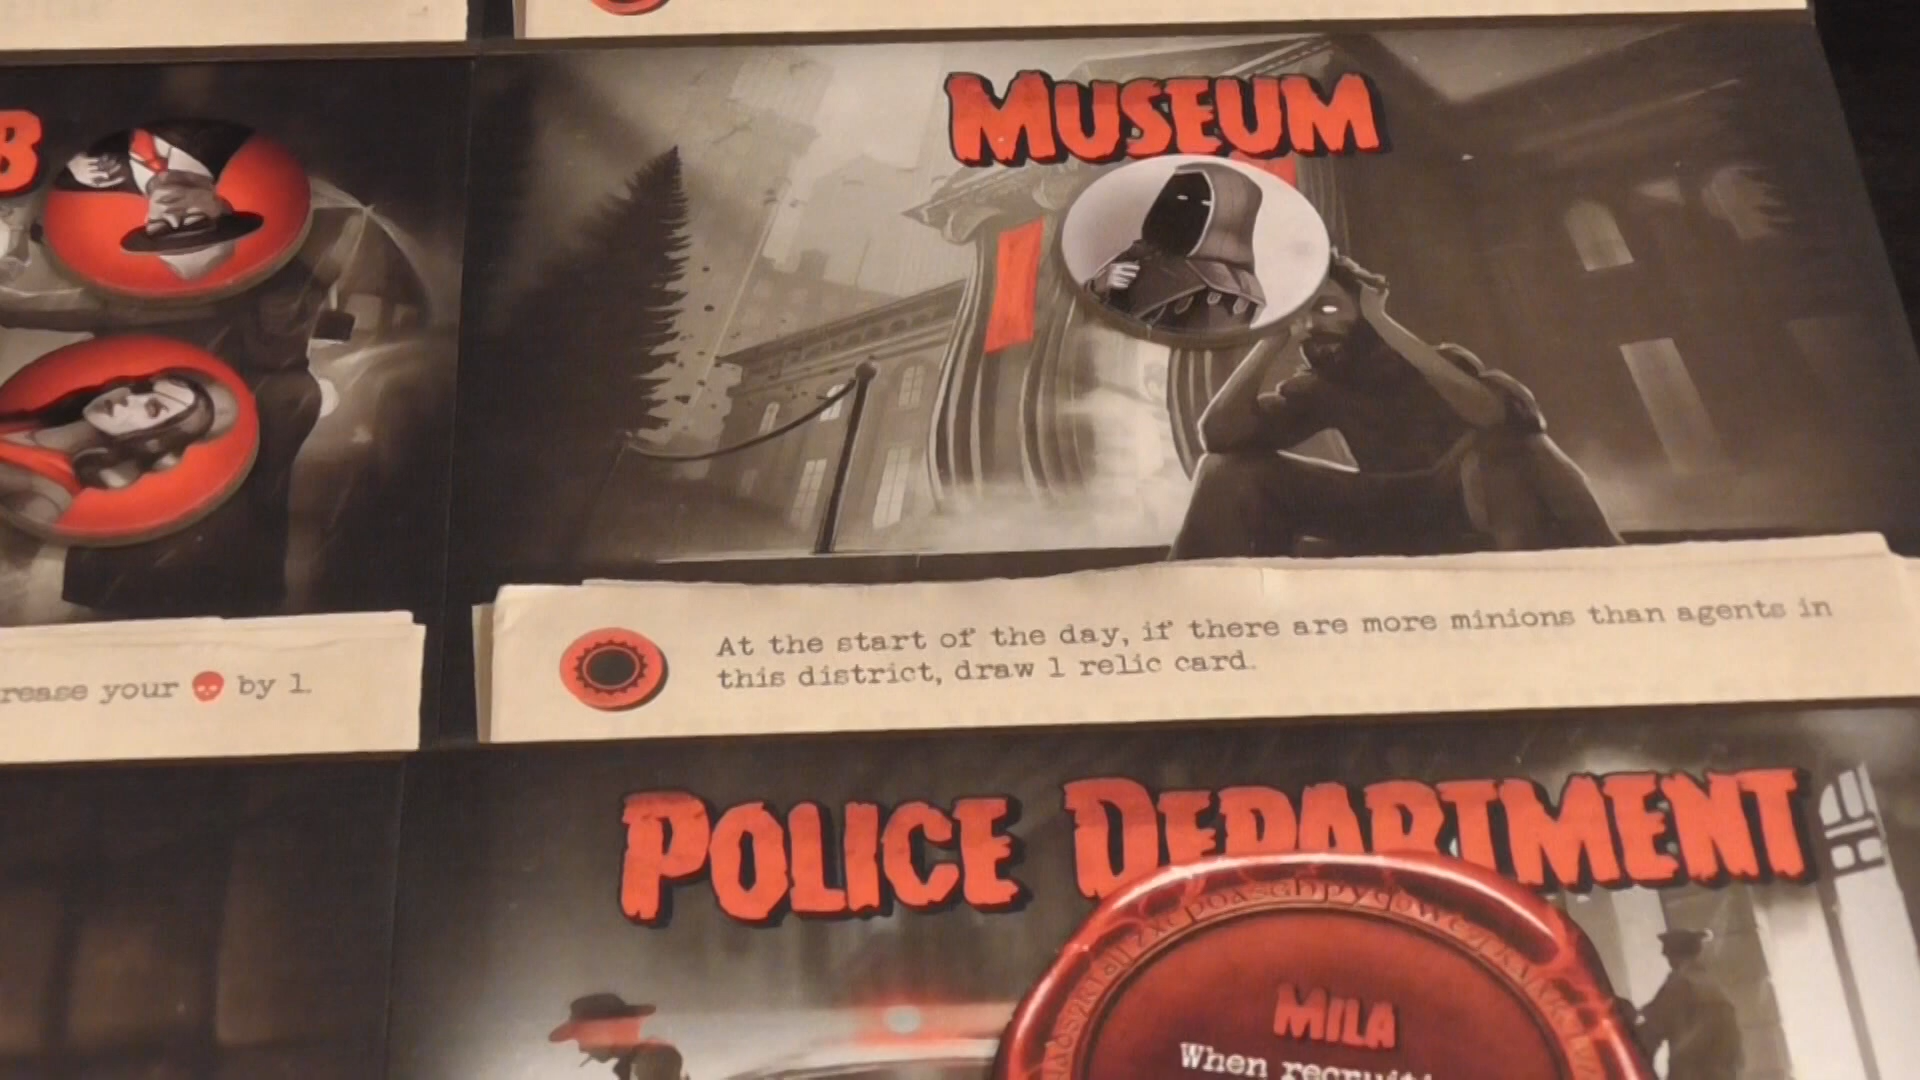 B
MUSEUM
rease your by 1.
At the start of the day, if there are more minions than agents in
this district, draw 1 relic card.
POLICE DEPARTMENT
MILA
When